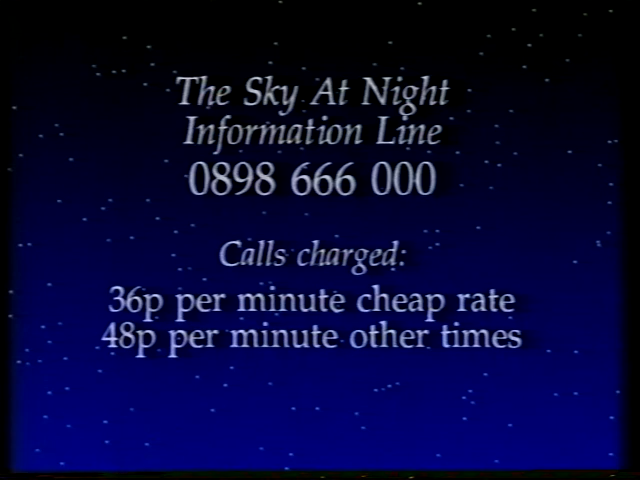 The Sky At Night
Information Line
0898 666 000
Calls charged:
36p per minute cheap rate
48p per minute other times